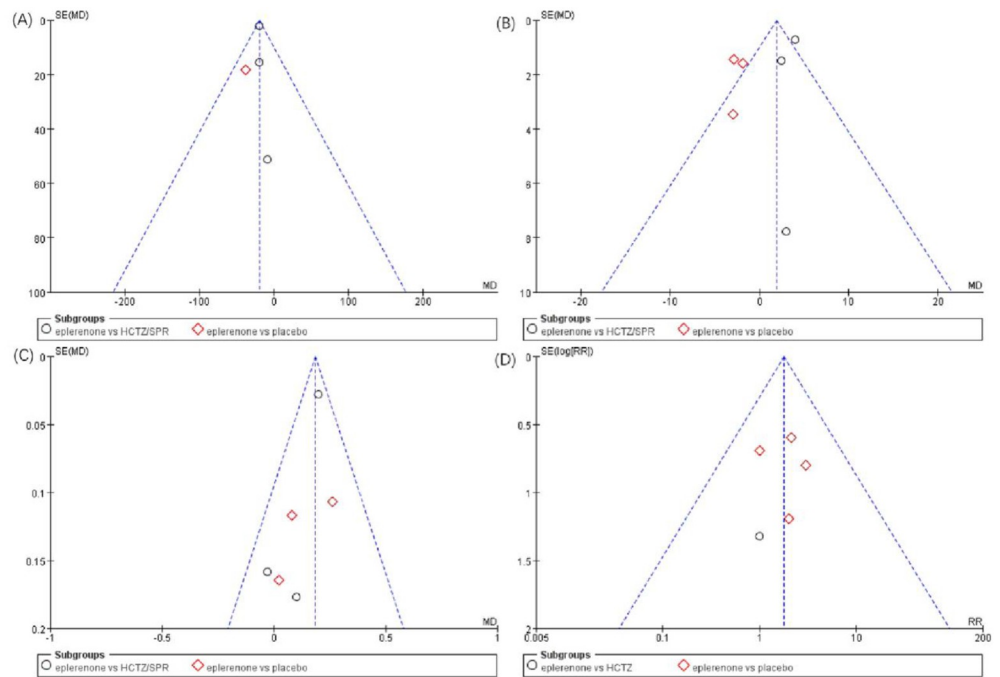 (A)
SE(MD)
0
20
40
60
80
100
-200
-100
0
100
200
MD
Subgroups
eplerenone vs HCTZ/SPR
eplerenone vs placebo
(B)
SE(MD)
0
2
4
6
8
10
-20
-10
0
10
20
MD
Subgroups
eplerenone vs HCTZ/SPR
eplerenone vs placebo
(C)
SE(MD)
0
0.05
0.1
0.15
0.2
-1
-0.5
0
0.5
1
MD
Subgroups
eplerenone vs HCTZ/SPR
eplerenone vs placebo
(D)
SE(log[RR])
0
0.5
1
1.5
2
0.005
0.1
1
10
200
RR
Subgroups
eplerenone vs HCTZ
eplerenone vs placebo